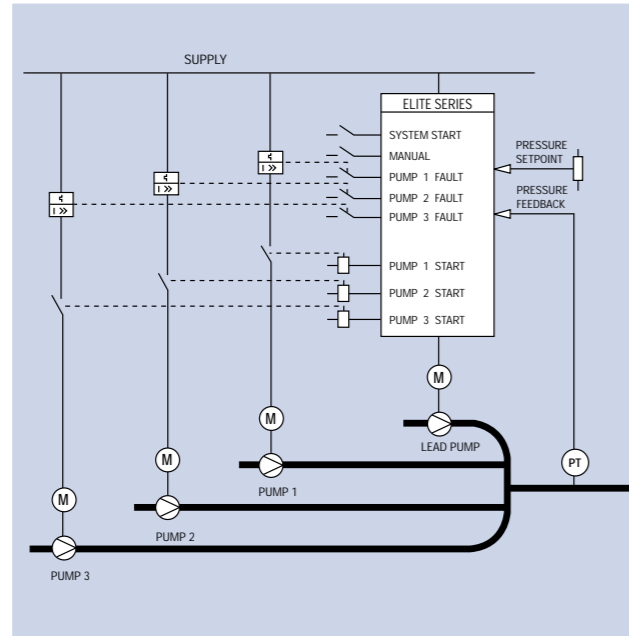 SUPPLY
ELITE SERIES
SYSTEM START
MANUAL
PUMP 1 FAULT
PUMP 2 FAULT
PUMP 3 FAULT
PUMP 1 START
PUMP 2 START
PUMP 3 START
PRESSURE
SETPOINT
PRESSURE
FEEDBACK
I >>
I >>
I >>
M
LEAD PUMP
M
PUMP 1
PT
M
PUMP 2
M
PUMP 3